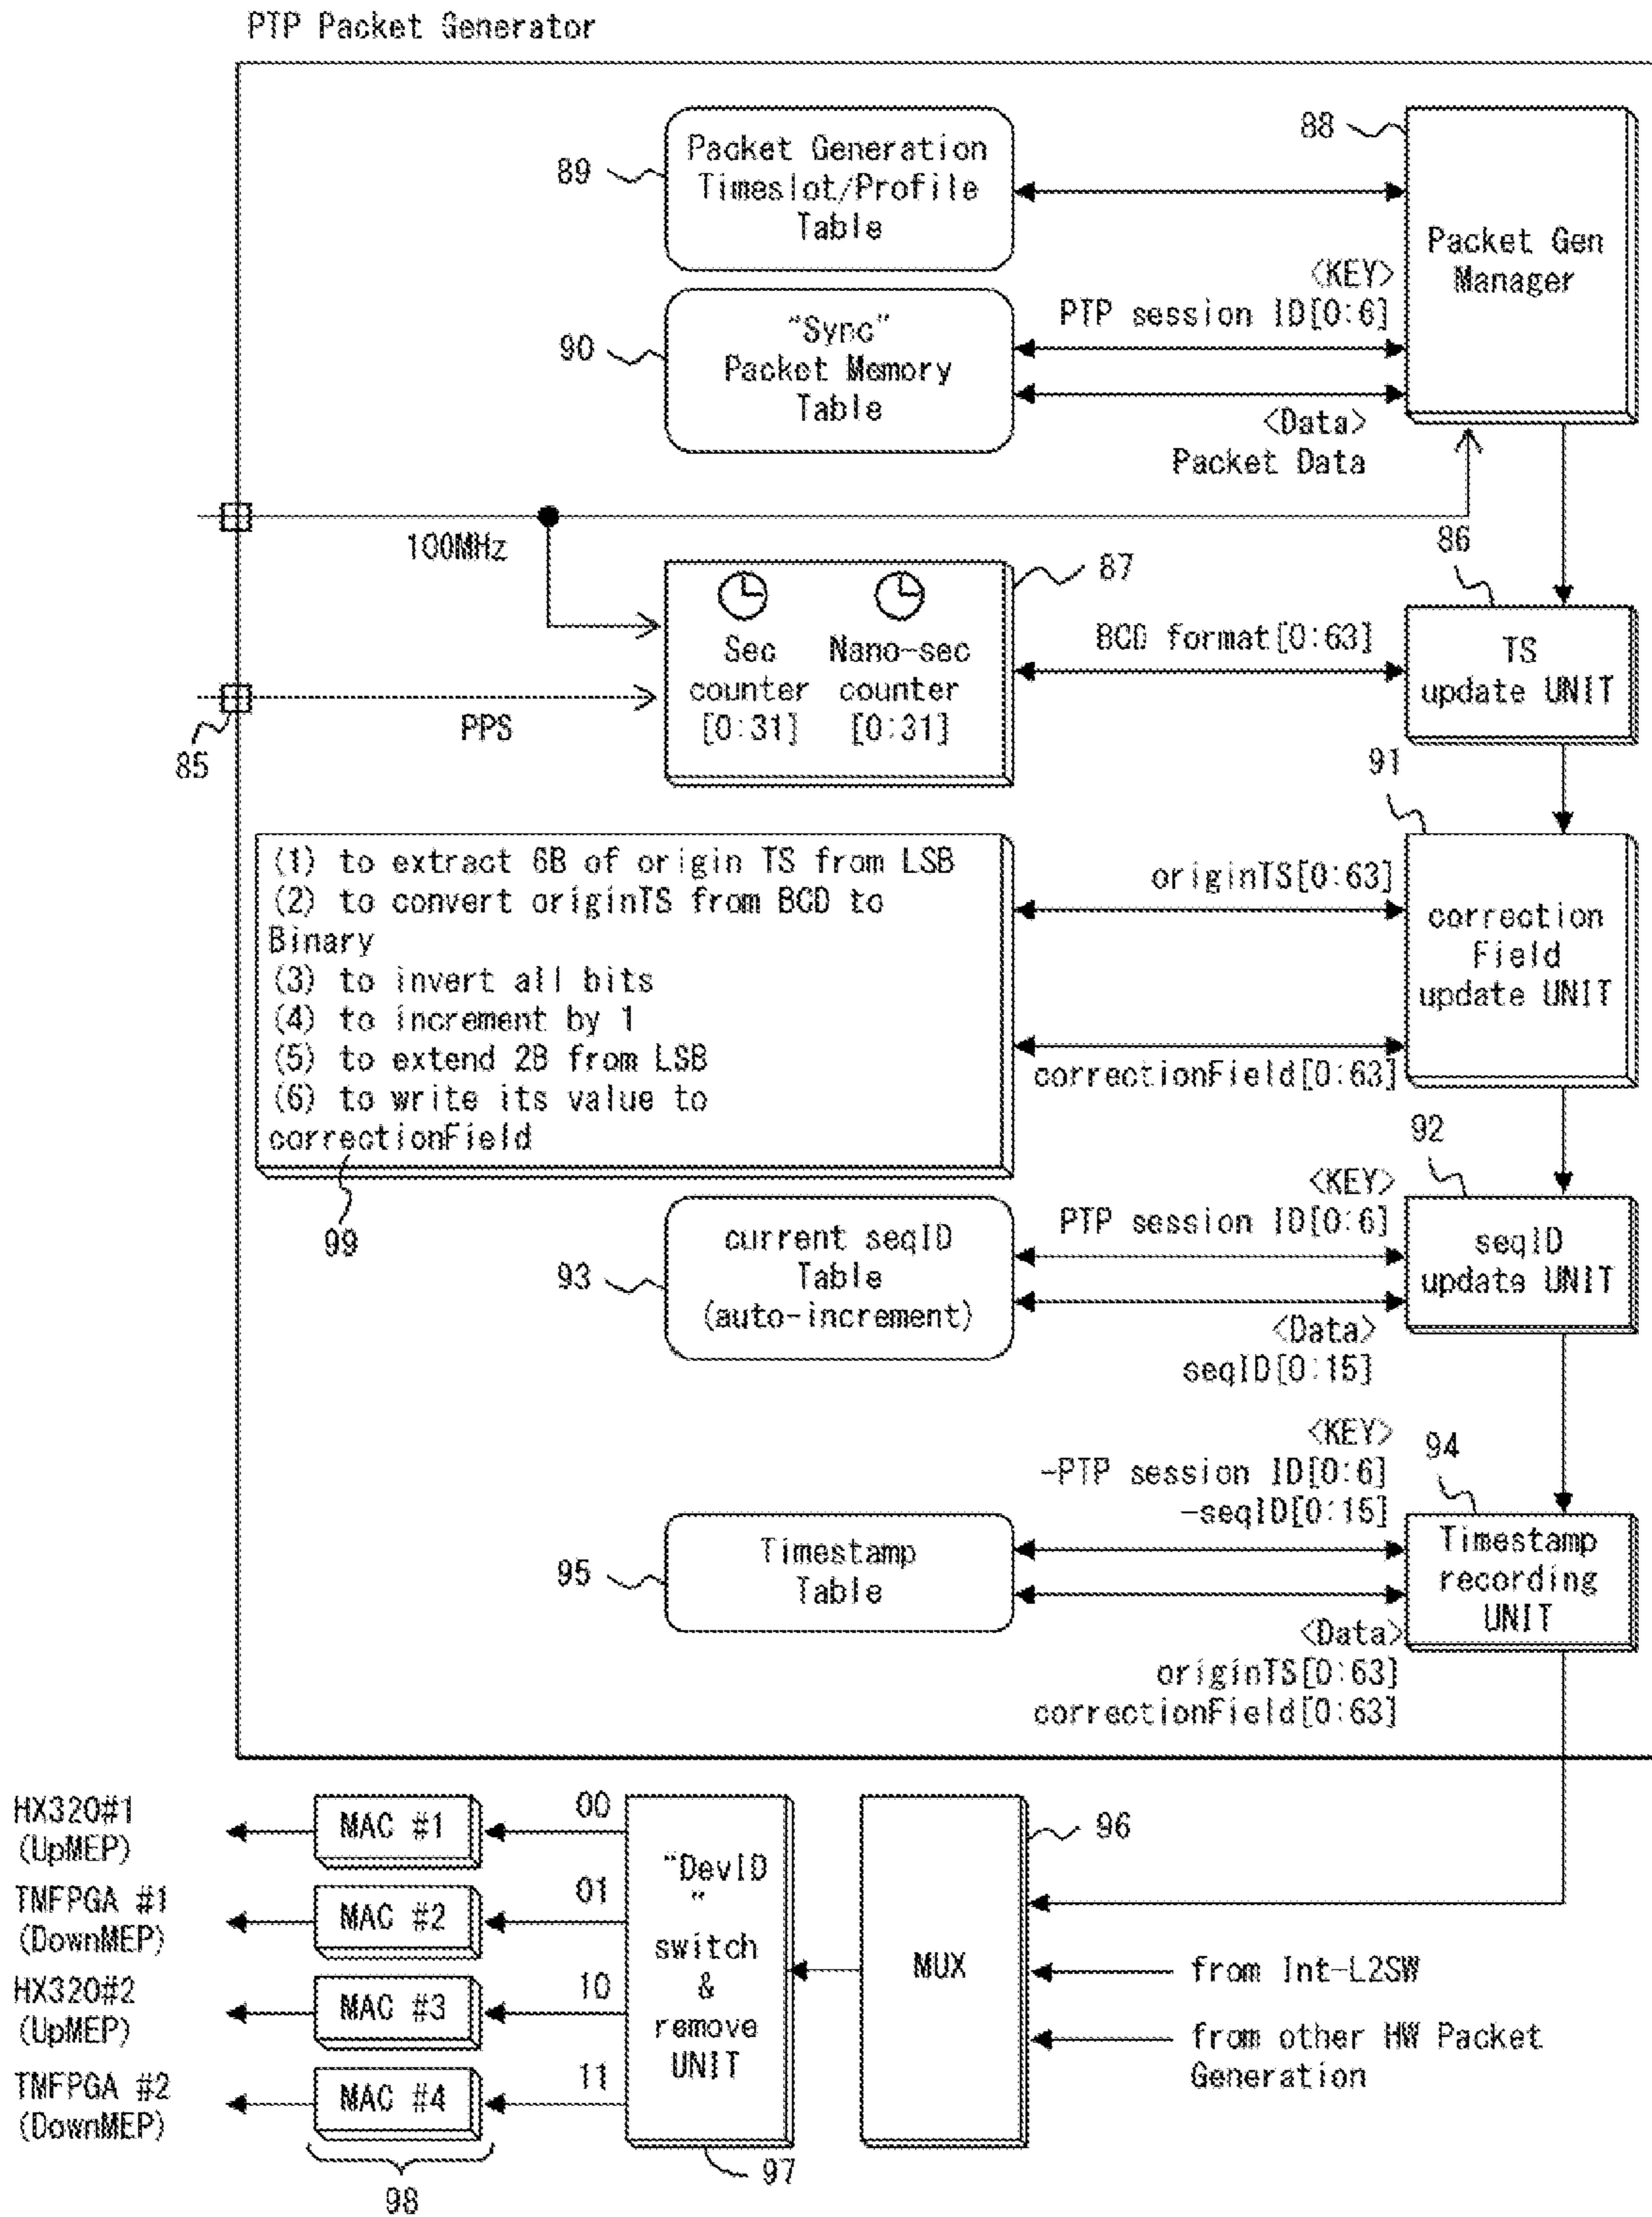 PTP Packet Generator
88
Packet Generation
Timeslot/Profile
Table
89
Packet Gen
Manager
<KEY>
PTP session ID[0:6]
“Sync”
Packet Memory
Table
90
<Data>
Packet Data
100MHz
86
87
Sec
counter
[0:31]
Nano-sec
counter
[0:31]
BCD format[0:63]
TS
update UNIT
PPS
85
91
(1) to extract 6B of origin TS from LSB
(2) to convert originTS from BCD to
Binary
(3) to invert all bits
(4) to increment by 1
(5) to extend 2B from LSB
(6) to write its value to
correctionField
99
originTS[0:63]
correction
Field
update UNIT
correctionField[0:63]
92
<KEY>
PTP session ID[0:6]
current seqID
Table
(auto-increment)
93
seqID
update UNIT
<Data>
seqID[0:15]
<KEY>
-PTP session ID[0:6]
-seqID[0:15]
94
Timestamp
Table
95
Timestamp
recording
UNIT
<Data>
originTS[0:63]
correctionField[0:63]
HX320#1
(UpMEP)
MAC #1
00
TMFPGA #1
(DownMEP)
MAC #2
01
HX320#2
(UpMEP)
MAC #3
10
TMFPGA #2
(DownMEP)
MAC #4
11
98
“DevID
”
switch
&
remove
UNIT
97
MUX
96
from Int-L2SW
from other HW Packet
Generation